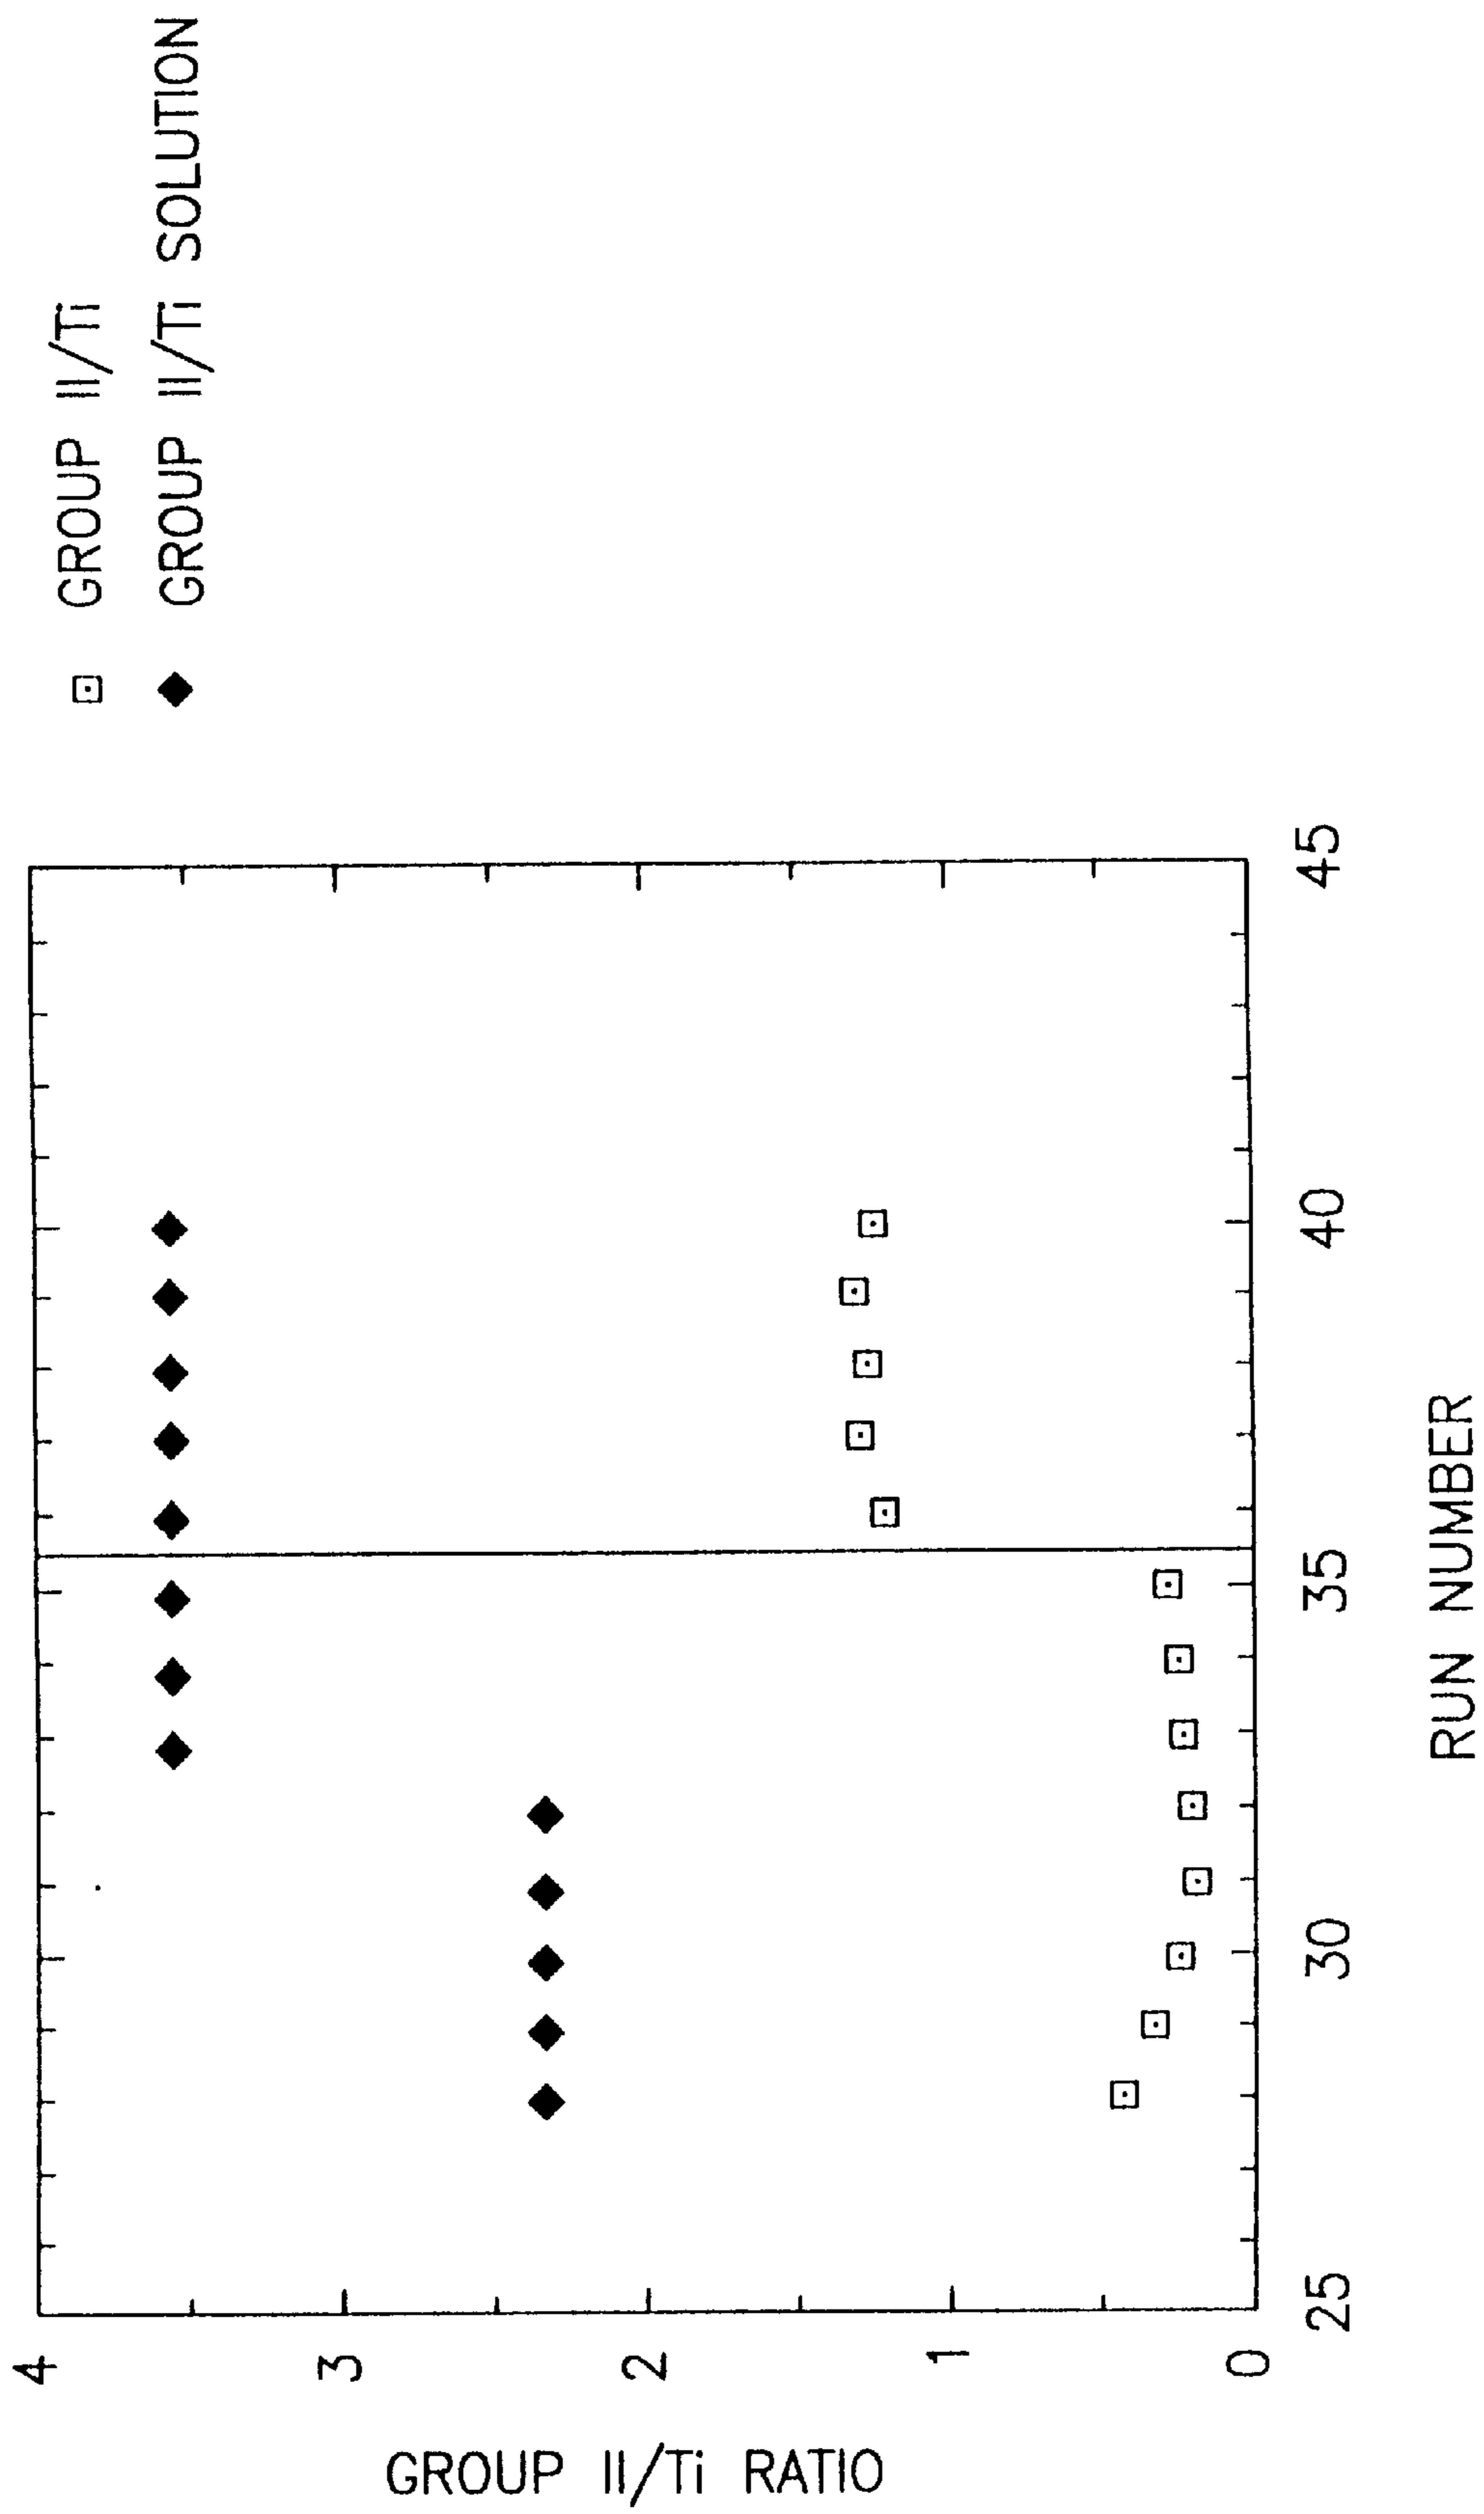 GROUP II/Ti
GROUP II/Ti SOLUTION
GROUP II/Ti RATIO
4
3
2
1
0
25
30
35
40
45
RUN NUMBER